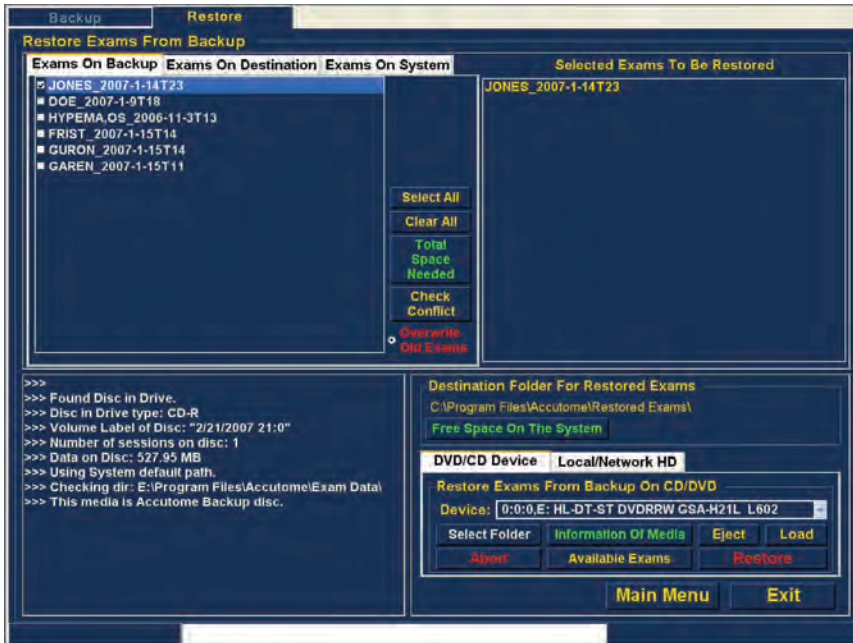 Backup
Restore
Restore Exams From Backup
Exams On Backup Exams On Destination Exams On System
JONES_2007-1-14T23
DOE_2007-1-9T18
HYPEMA,OS_2006-11-3T13
FRIST_2007-1-15T14
GURON_2007-1-15T14
GAREN_2007-1-15T11
Select All
Clear All
Total
Space
Needed
Check
Conflict
Overwrite
Old Exams
Selected Exams To Be Restored
JONES_2007-1-14T23
>>>
>>> Found Disc in Drive.
>>> Disc in Drive type: CD-R
>>> Volume Label of Disc: "2/21/2007 21:0"
>>> Number of sessions on disc: 1
>>> Data on Disc: 527.95 MB
>>> Using System default path.
>>> Checking dir: E:\Program Files\Accutome\Exam Data\
>>> This media is Accutome Backup disc.
Destination Folder For Restored Exams
C:\Program Files\Accutome\Restored Exams\
Free Space On The System
DVD/CD Device Local/Network HD
Restore Exams From Backup On CD/DVD
Device: 0:0:0,E: HL-DT-ST DVDRRW GSA-H21L L602
Select Folder Information Of Media Eject Load
Abort Available Exams Restore
Main Menu Exit